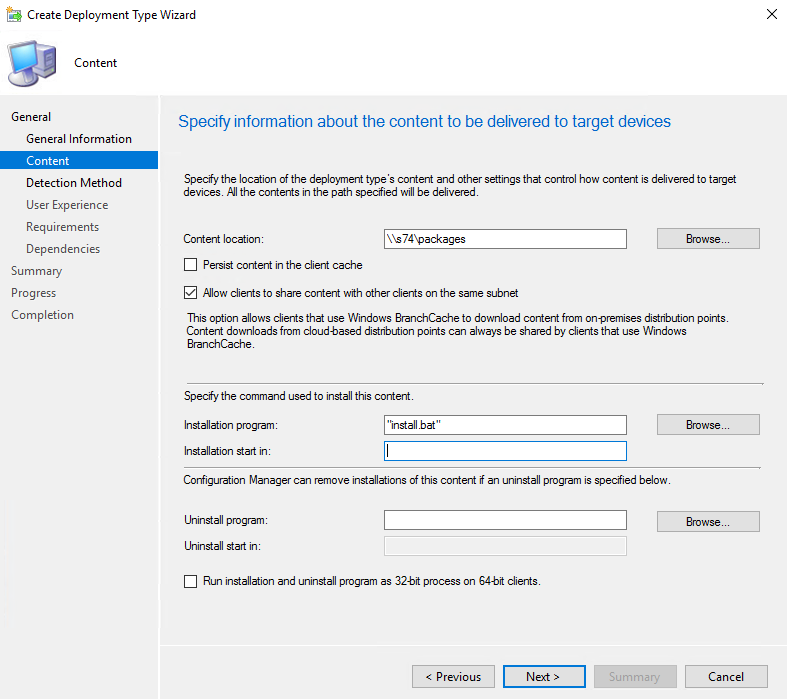 Create Deployment Type Wizard
Content
General
General Information
Content
Detection Method
User Experience
Requirements
Dependencies
Summary
Progress
Completion
Specify information about the content to be delivered to target devices
Specify the location of the deployment type's content and other settings that control how content is delivered to target
devices. All the contents in the path specified will be delivered.
Content location:
\\s74\packages
Browse...
Persist content in the client cache
Allow clients to share content with other clients on the same subnet
This option allows clients that use Windows BranchCache to download content from on-premises distribution points.
Content downloads from cloud-based distribution points can always be shared by clients that use Windows
BranchCache.
Specify the command used to install this content.
Installation program:
"install.bat"
Browse...
Installation start in:
Configuration Manager can remove installations of this content if an uninstall program is specified below.
Uninstall program:
Browse...
Uninstall start in:
Run installation and uninstall program as 32-bit process on 64-bit clients.
< Previous
Next >
Summary
Cancel